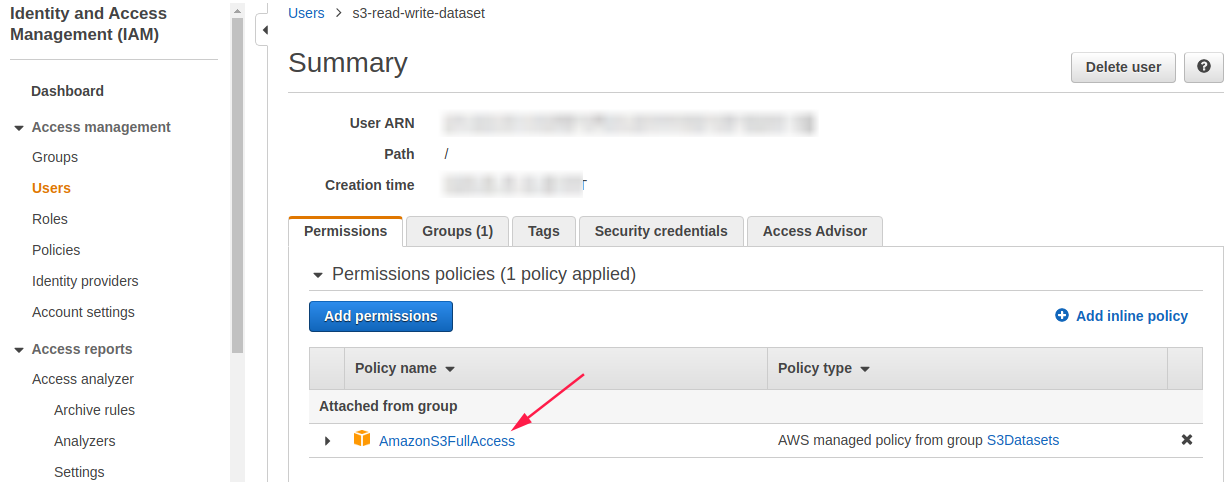 Identity and Access
Management (IAM)
Dashboard
Access management
Groups
Users
Roles
Policies
Identity providers
Account settings
Access reports
Access analyzer
Archive rules
Analyzers
Settings
Users > s3-read-write-dataset
Summary
Delete user
?
User ARN
Path /
Creation time
Permissions Groups (1) Tags Security credentials Access Advisor
Permissions policies (1 policy applied)
Add permissions
Add inline policy
Policy name Policy type
Attached from group
AmazonS3FullAccess AWS managed policy from group S3Datasets